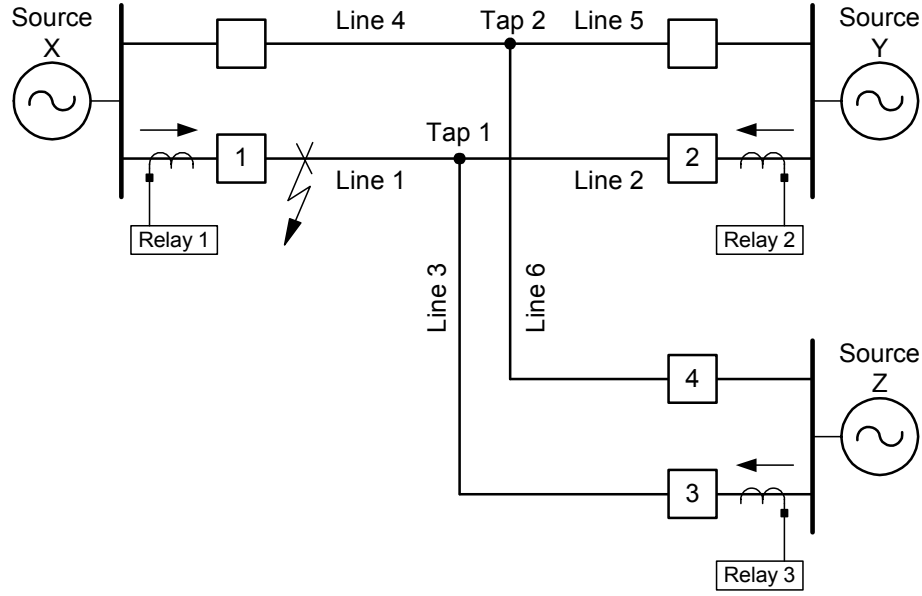 Source
X
Line 4
Tap 2
Line 5
Source
Y
1
Tap 1
2
Line 1
Line 2
Relay 1
Relay 2
Line 3
Line 6
Source
Z
4
3
Relay 3